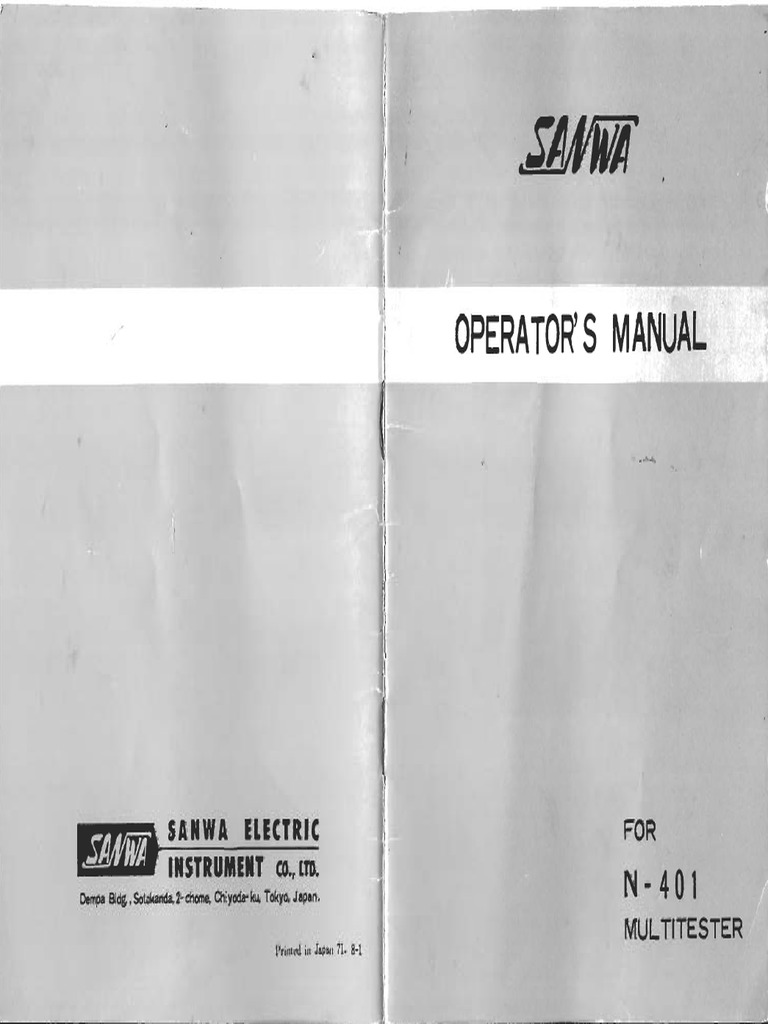 SANWA
OPERATOR'S MANUAL
FOR
N-401
MULTITESTER
SANWA
SANWA ELECTRIC
INSTRUMENT CO., LTD.
Dempa Bldg., Sotokanda, 2-chome, Chiyoda-ku, Tokyo, Japan.
Printed in Japan 71. 8-1